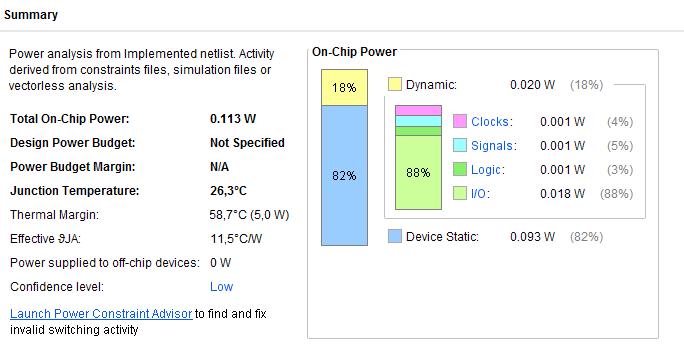 Summary
Power analysis from Implemented netlist. Activity
derived from constraints files, simulation files or
vectorless analysis.
Total On-Chip Power: 0.113 W
Design Power Budget: Not Specified
Power Budget Margin: N/A
Junction Temperature: 26,3°C
Thermal Margin: 58,7°C (5,0 W)
Effective ϑJA: 11,5°C/W
Power supplied to off-chip devices: 0 W
Confidence level: Low
Launch Power Constraint Advisor to find and fix
invalid switching activity
On-Chip Power
18%
82%
Dynamic: 0.020 W (18%)
88%
Clocks: 0.001 W (4%)
Signals: 0.001 W (5%)
Logic: 0.001 W (3%)
I/O: 0.018 W (88%)
Device Static: 0.093 W (82%)